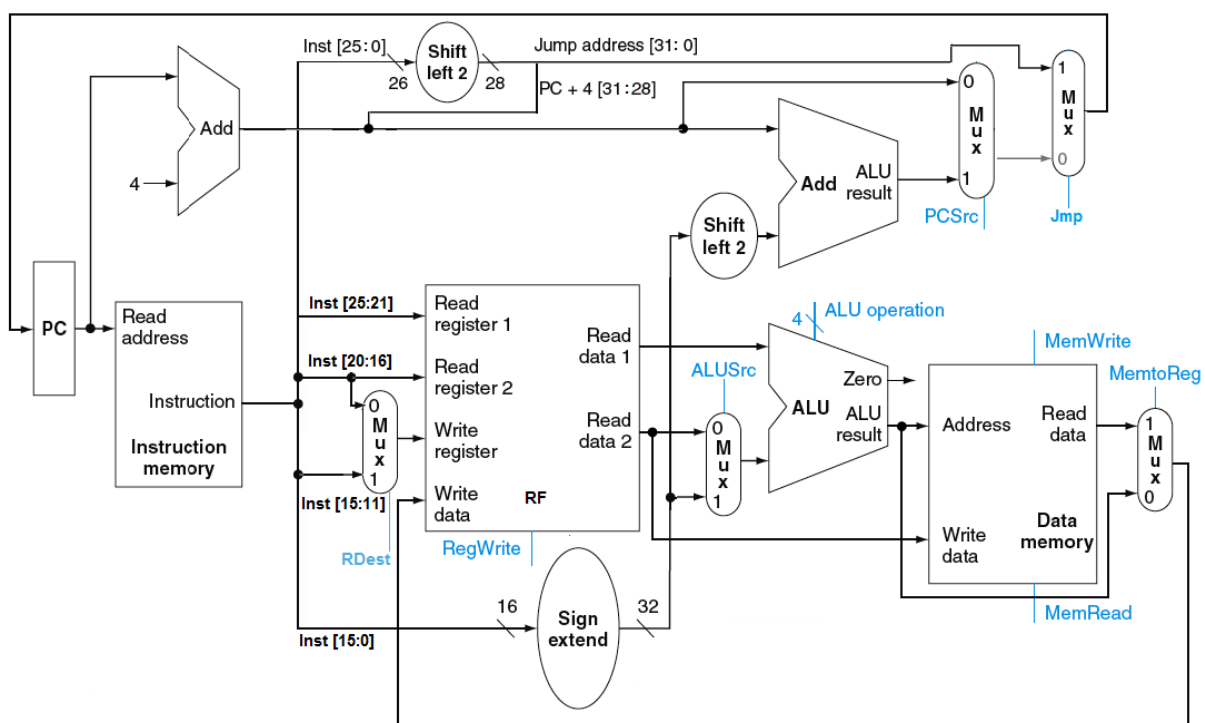 Inst [25:0]
26
Shift
left 2
28
Jump address [31:0]
PC + 4 [31:28]
Add
4
0
M
u
x
1
PCSrc
1
M
u
x
0
Jmp
Add
ALU
result
Shift
left 2
PC
Read
address
Instruction
Instruction
memory
Inst [25:21]
Inst [20:16]
0
M
u
x
1
Inst [15:11]
RDest
Read
register 1
Read
register 2
Write
register
Write
data
RF
Read
data 1
Read
data 2
RegWrite
ALUSrc
0
M
u
x
1
4
ALU operation
Zero
ALU
ALU
result
MemWrite
Address
Read
data
Write
data
Data
memory
MemRead
MemtoReg
1
M
u
x
0
Inst [15:0]
16
Sign
extend
32